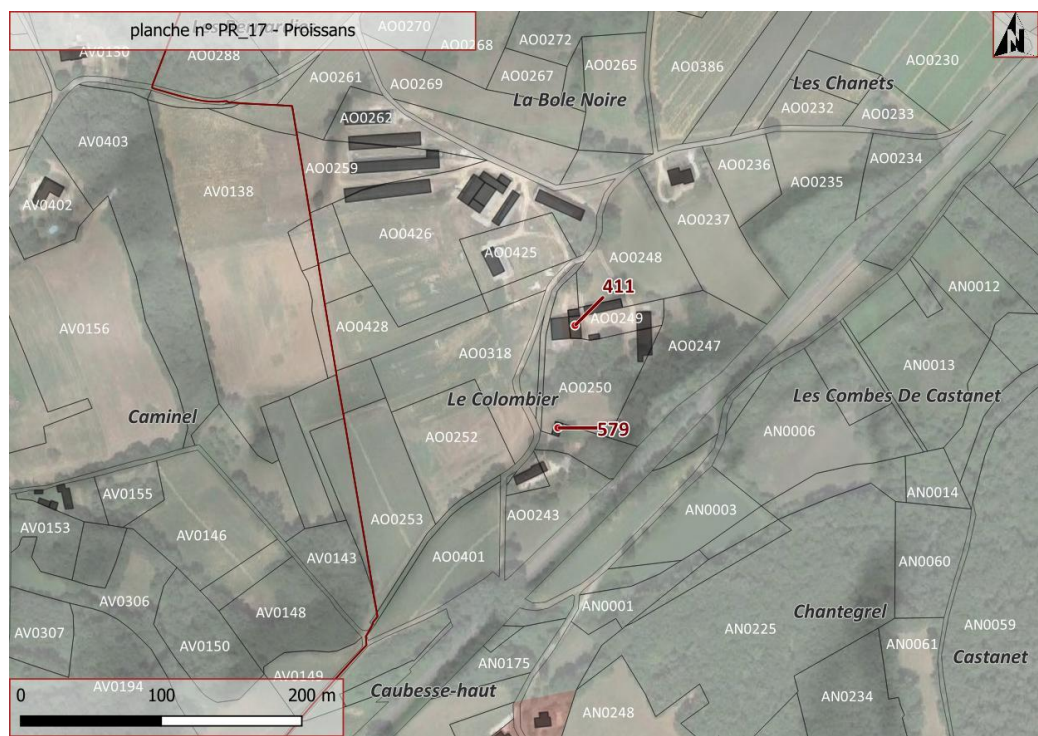 planche n° PR_17 - Proissans
N
AO0270
AV0130
AO0288
AO0268
AO0272
AO0265
AO0386
AO0230
AO0261
AO0269
AO0267
Les Chanets
La Bole Noire
AO0232
AO0233
AO0262
AV0403
AO0259
AO0236
AO0234
AO0235
AV0138
AV0402
AO0237
AO0426
AO0425
AO0248
411
AO0249
AN0012
AV0156
AO0428
AO0318
AO0247
AN0013
AO0250
Le Colombier
Les Combes De Castanet
Caminel
579
AO0252
AN0006
AV0155
AN0014
AV0153
AV0146
AO0253
AO0243
AN0003
AV0143
AO0401
AN0060
AV0306
AV0148
AN0001
Chantegrel
AV0307
AV0150
AN0225
AN0059
AN0061
AN0175
Castanet
AV0149
AV0194
Caubesse-haut
AN0234
AN0248
0 100 200 m